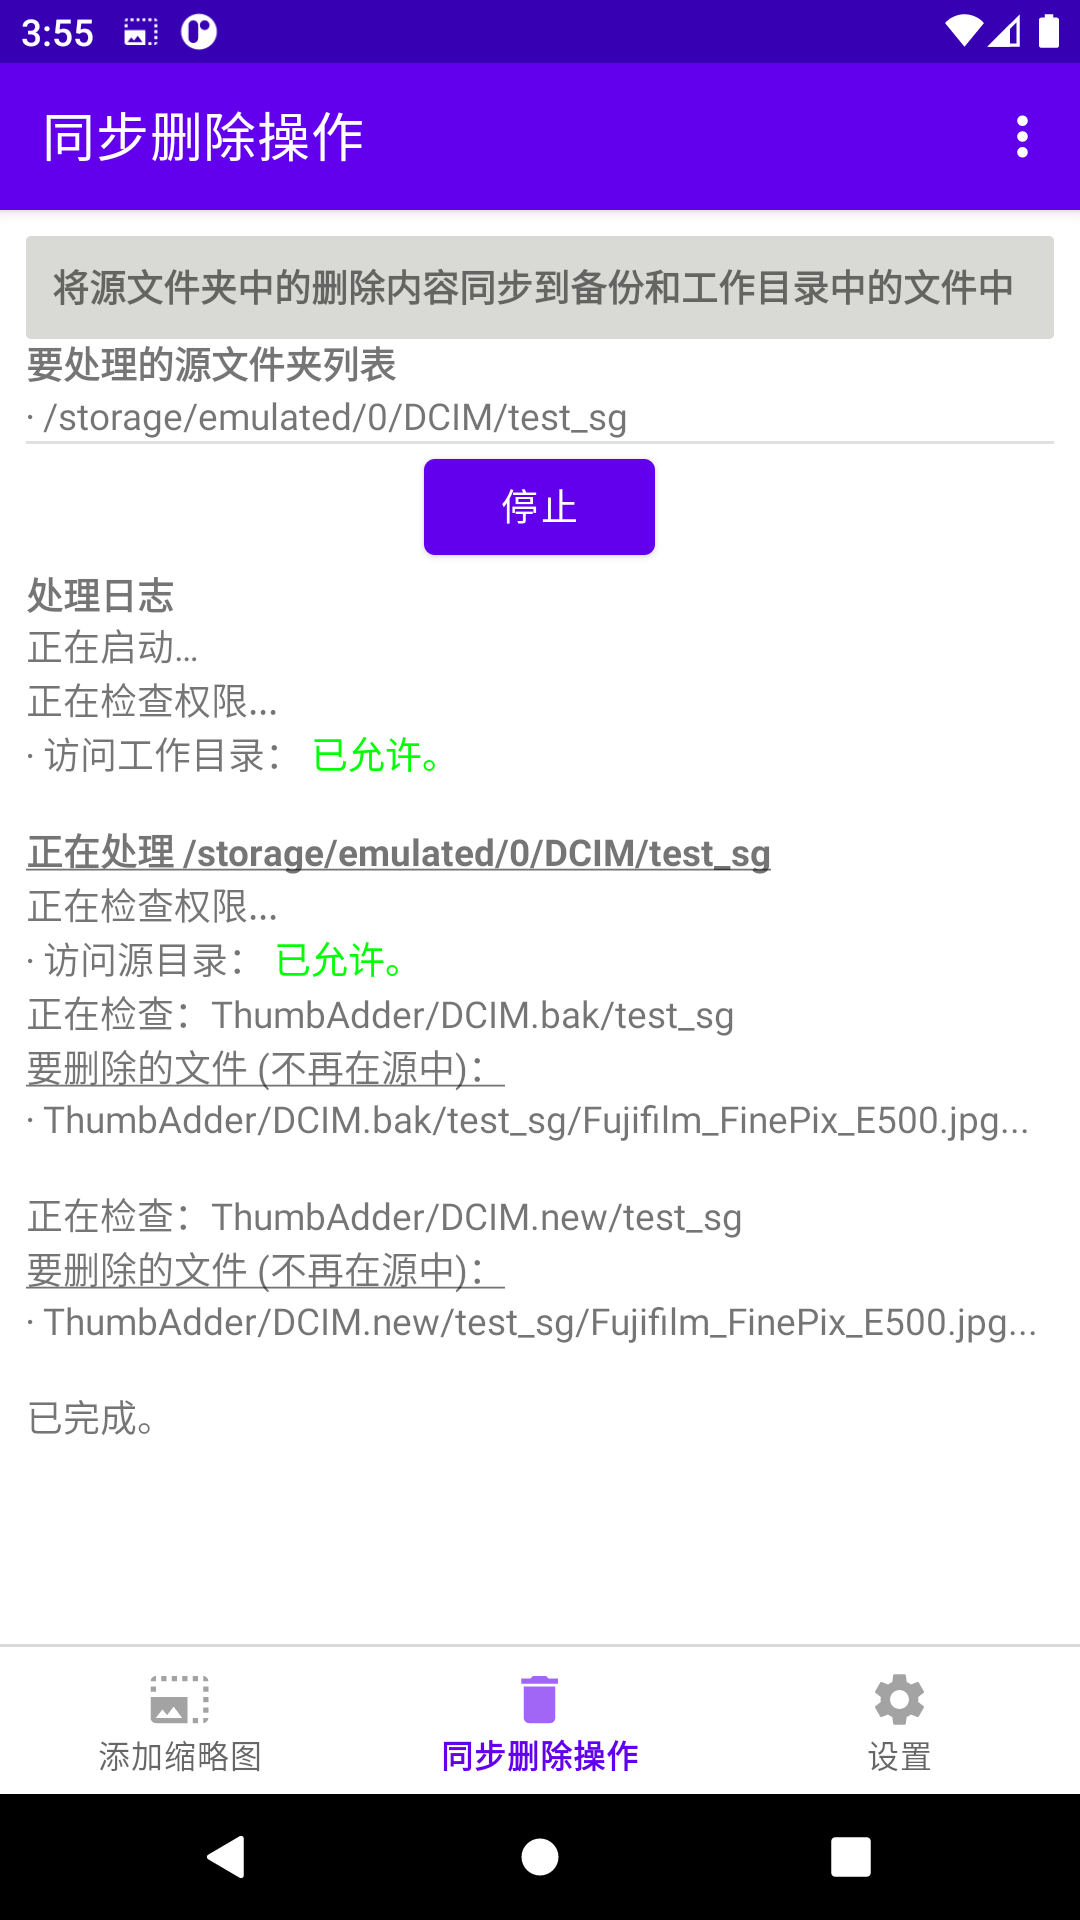 3:55
同步删除操作
将源文件夹中的删除内容同步到备份和工作目录中的文件中
要处理的源文件夹列表
· /storage/emulated/0/DCIM/test_sg
停止
处理日志
正在启动…
正在检查权限...
· 访问工作目录： 已允许。
正在处理 /storage/emulated/0/DCIM/test_sg
正在检查权限...
· 访问源目录： 已允许。
正在检查：ThumbAdder/DCIM.bak/test_sg
要删除的文件 (不再在源中)：
· ThumbAdder/DCIM.bak/test_sg/Fujifilm_FinePix_E500.jpg...
正在检查：ThumbAdder/DCIM.new/test_sg
要删除的文件 (不再在源中)：
· ThumbAdder/DCIM.new/test_sg/Fujifilm_FinePix_E500.jpg...
已完成。
添加缩略图
同步删除操作
设置